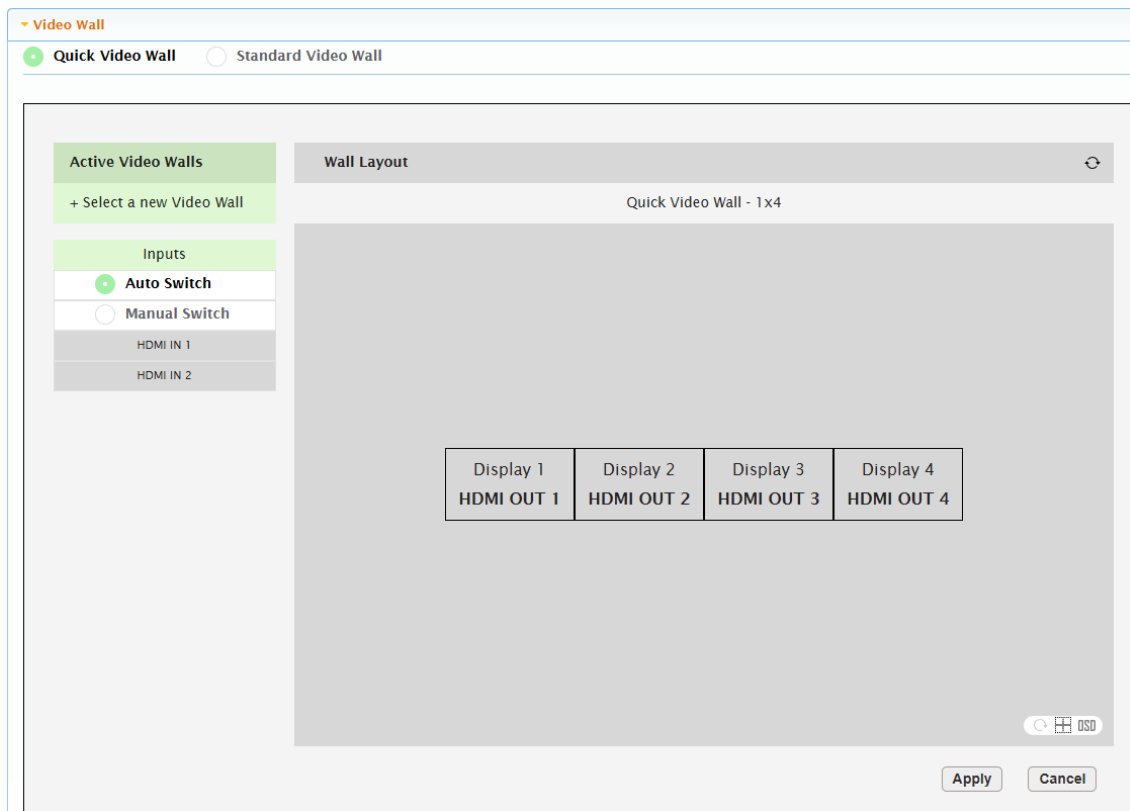 Video Wall
Quick Video Wall Standard Video Wall
Active Video Walls
+ Select a new Video Wall
Inputs
Auto Switch
Manual Switch
HDMI IN 1
HDMI IN 2
Wall Layout
Quick Video Wall - 1x4
Display 1 Display 2 Display 3 Display 4
HDMI OUT 1 HDMI OUT 2 HDMI OUT 3 HDMI OUT 4
OSD
Apply Cancel